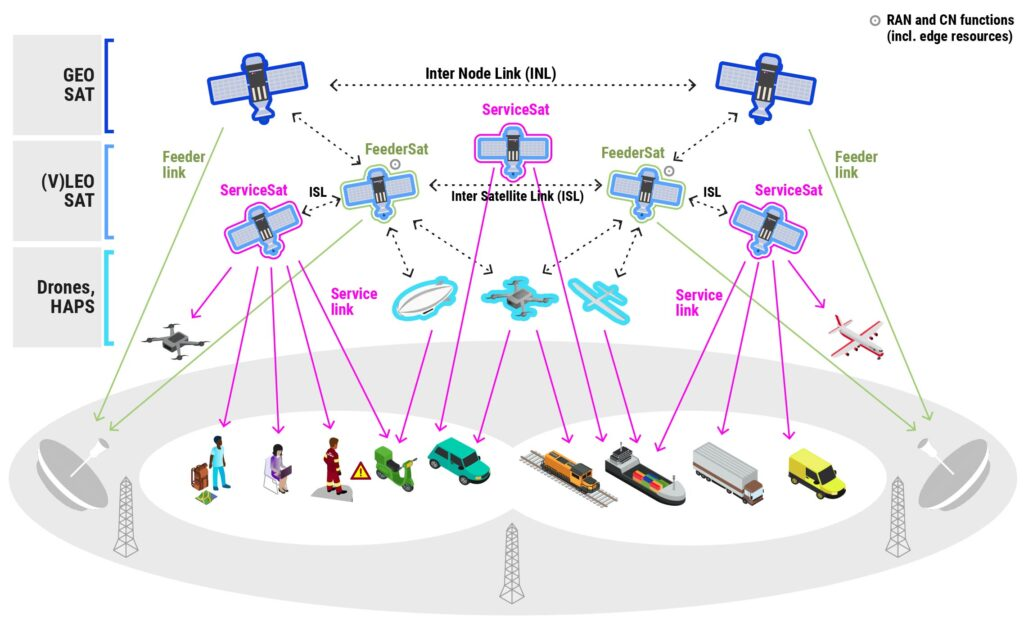 RAN and CN functions
(incl. edge resources)
GEO
SAT
Inter Node Link (INL)
ServiceSat
Feeder
link
FeederSat
FeederSat
Feeder
link
(V)LEO
SAT
ServiceSat
ISL
Inter Satellite Link (ISL)
ISL
ServiceSat
Drones,
HAPS
Service
link
Service
link